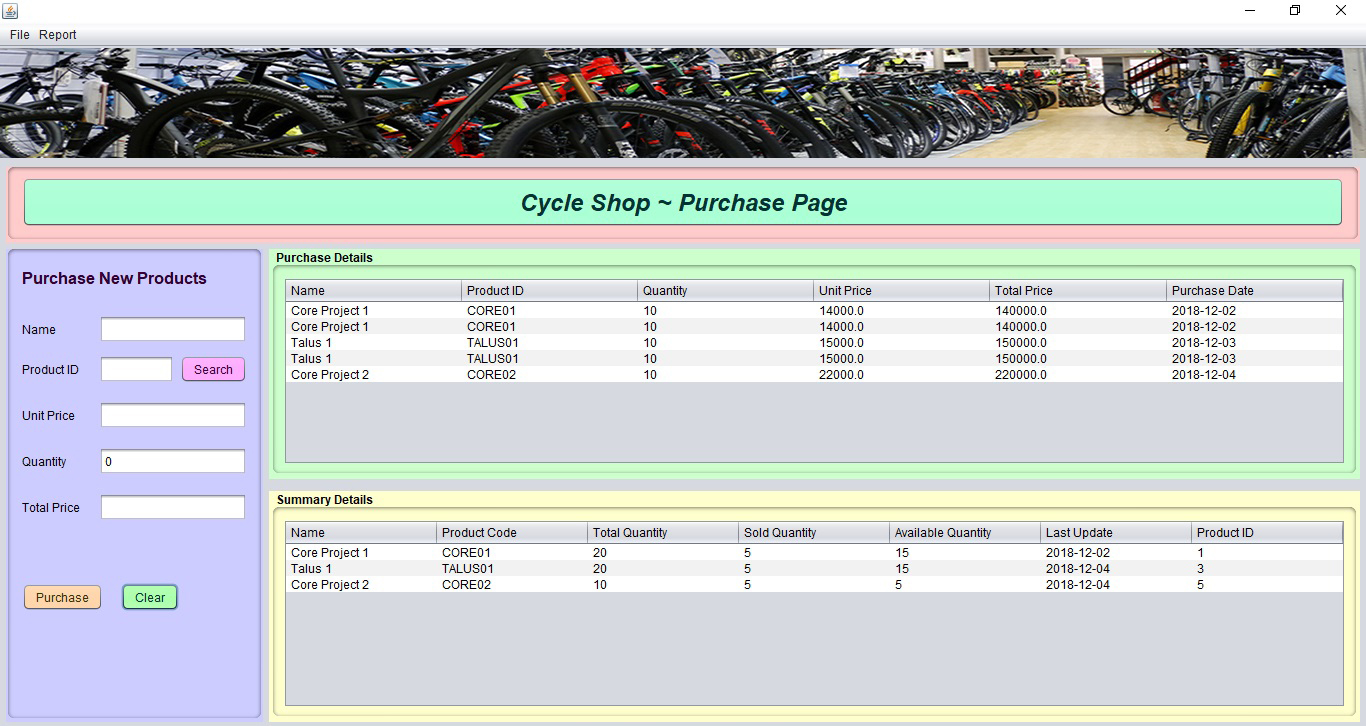 File Report
Cycle Shop ~ Purchase Page
Purchase New Products
Name
Product ID Search
Unit Price
Quantity 0
Total Price
Purchase Clear
Purchase Details
Name Product ID Quantity Unit Price Total Price Purchase Date
Core Project 1 CORE01 10 14000.0 140000.0 2018-12-02
Core Project 1 CORE01 10 14000.0 140000.0 2018-12-02
Talus 1 TALUS01 10 15000.0 150000.0 2018-12-03
Talus 1 TALUS01 10 15000.0 150000.0 2018-12-03
Core Project 2 CORE02 10 22000.0 220000.0 2018-12-04
Summary Details
Name Product Code Total Quantity Sold Quantity Available Quantity Last Update Product ID
Core Project 1 CORE01 20 5 15 2018-12-02 1
Talus 1 TALUS01 20 5 15 2018-12-04 3
Core Project 2 CORE02 10 5 5 2018-12-04 5